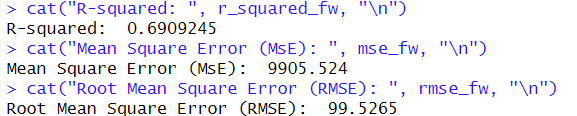 > cat("R-squared: ", r_squared_fw, "\n")
R-squared:  0.6909245
> cat("Mean Square Error (MsE): ", mse_fw, "\n")
Mean Square Error (MsE):  9905.524
> cat("Root Mean Square Error (RMSE): ", rmse_fw, "\n")
Root Mean Square Error (RMSE):  99.5265